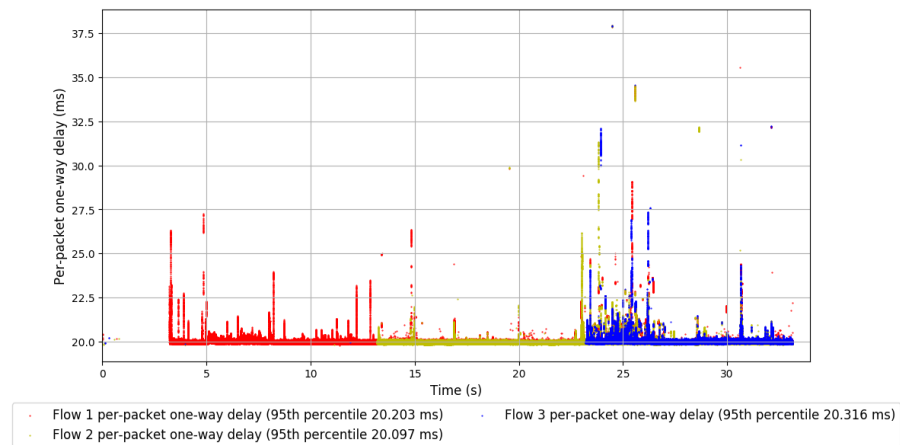 37.5
35.0
32.5
30.0
27.5
25.0
22.5
20.0
Per-packet one-way delay (ms)
0 5 10 15 20 25 30
Time (s)
Flow 1 per-packet one-way delay (95th percentile 20.203 ms)
Flow 2 per-packet one-way delay (95th percentile 20.097 ms)
Flow 3 per-packet one-way delay (95th percentile 20.316 ms)